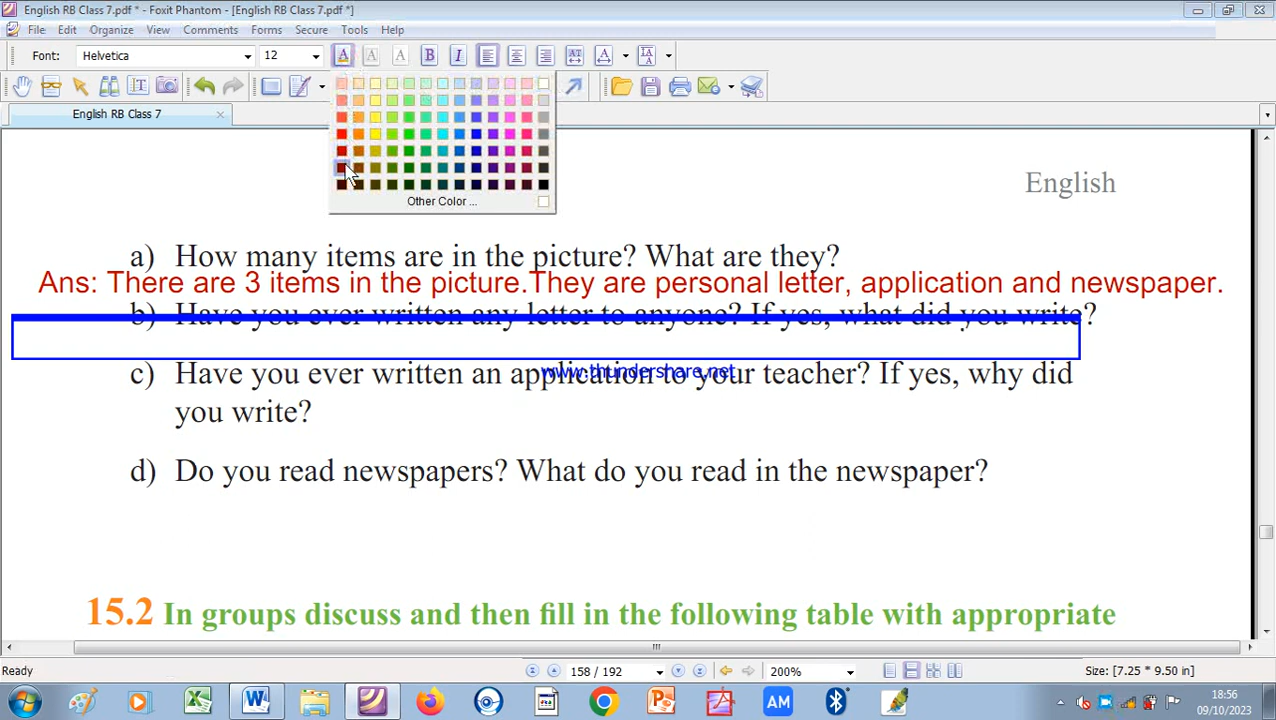 English RB Class 7.pdf * - Foxit Phantom - [English RB Class 7.pdf *]
File Edit Organize View Comments Forms Secure Tools Help
Font: Helvetica 12
English RB Class 7
Other Color ...
English
a) How many items are in the picture? What are they?
Ans: There are 3 items in the picture.They are personal letter, application and newspaper.
b) Have you ever written any letter to anyone? If yes, what did you write?
c) Have you ever written an application to your teacher? If yes, why did
www.thundershare.net
you write?
d) Do you read newspapers? What do you read in the newspaper?
15.2 In groups discuss and then fill in the following table with appropriate
Ready 158 / 192 200% Size: [7.25 * 9.50 in]
AM
18:56
09/10/2023